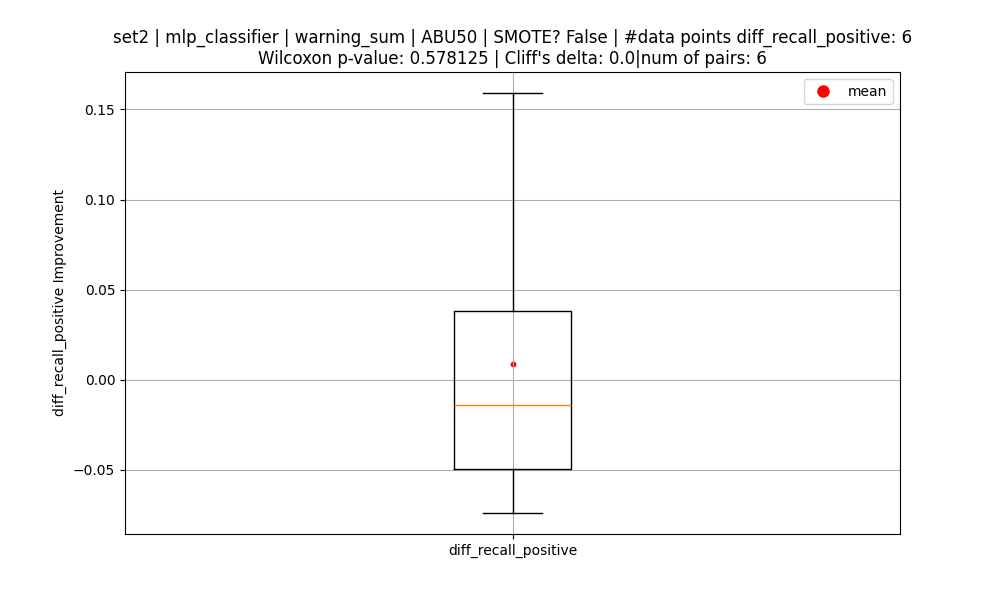 set2 | mlp_classifier | warning_sum | ABU50 | SMOTE? False | #data points diff_recall_positive: 6
Wilcoxon p-value: 0.578125 | Cliff's delta: 0.0|num of pairs: 6
mean
0.15
0.10
0.05
0.00
−0.05
diff_recall_positive Improvement
diff_recall_positive